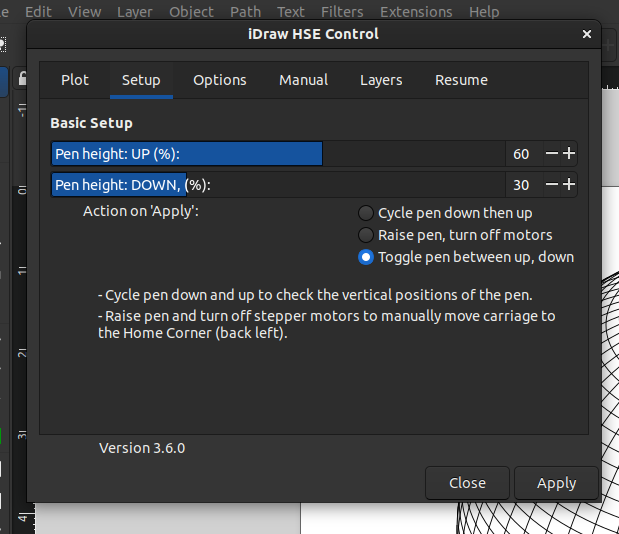 Edit View Layer Object Path Text Filters Extensions Help
iDraw HSE Control
Plot Setup Options Manual Layers Resume
Basic Setup
Pen height: UP (%): 60
Pen height: DOWN, (%): 30
Action on 'Apply': Cycle pen down then up
Raise pen, turn off motors
Toggle pen between up, down
- Cycle pen down and up to check the vertical positions of the pen.
- Raise pen and turn off stepper motors to manually move carriage to
the Home Corner (back left).
Version 3.6.0
Close Apply